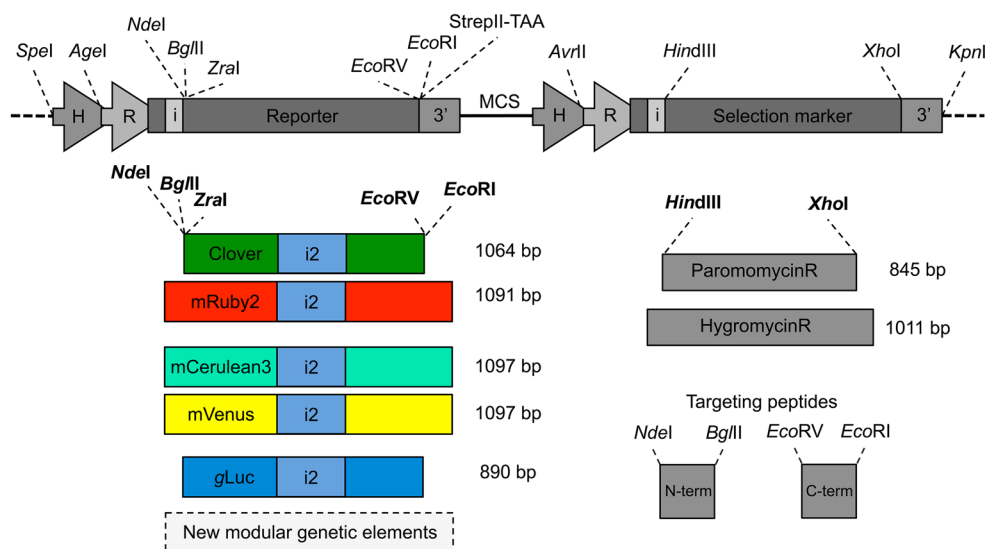 StrepII-TAA
NdeI
EcoRI
SpeI AgeI BglII AvrII HindIII XhoI KpnI
ZraI EcoRV
MCS
H R i Reporter 3’ H R i Selection marker 3’
NdeI
BglII
ZraI EcoRV EcoRI
HindIII XhoI
Clover i2 1064 bp
ParomomycinR 845 bp
mRuby2 i2 1091 bp
HygromycinR 1011 bp
mCerulean3 i2 1097 bp
mVenus i2 1097 bp
Targeting peptides
NdeI BglII EcoRV EcoRI
gLuc i2 890 bp
N-term C-term
New modular genetic elements